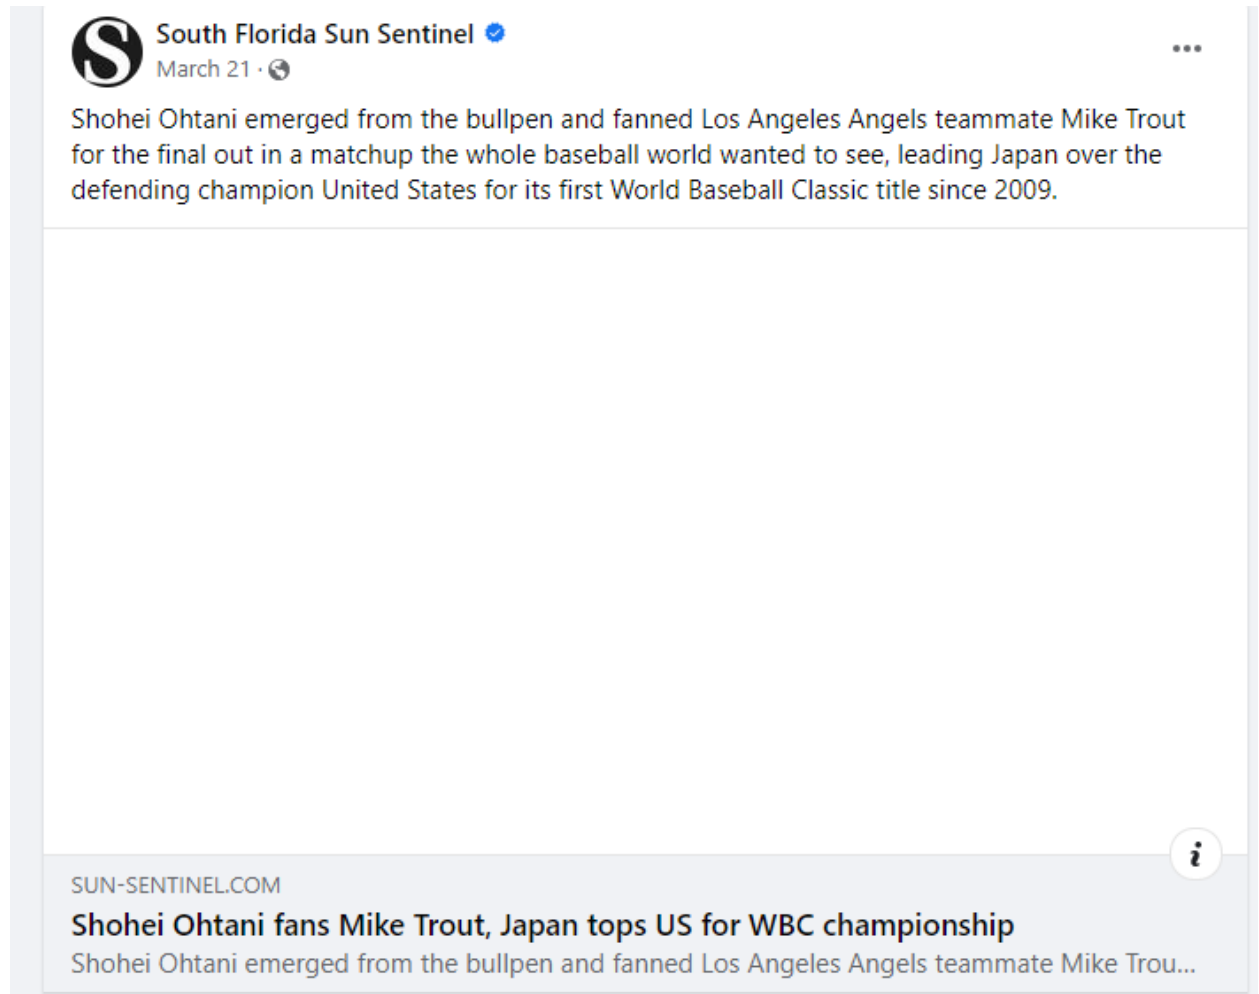 South Florida Sun Sentinel
March 21 ·
Shohei Ohtani emerged from the bullpen and fanned Los Angeles Angels teammate Mike Trout
for the final out in a matchup the whole baseball world wanted to see, leading Japan over the
defending champion United States for its first World Baseball Classic title since 2009.
SUN-SENTINEL.COM
Shohei Ohtani fans Mike Trout, Japan tops US for WBC championship
Shohei Ohtani emerged from the bullpen and fanned Los Angeles Angels teammate Mike Trou...